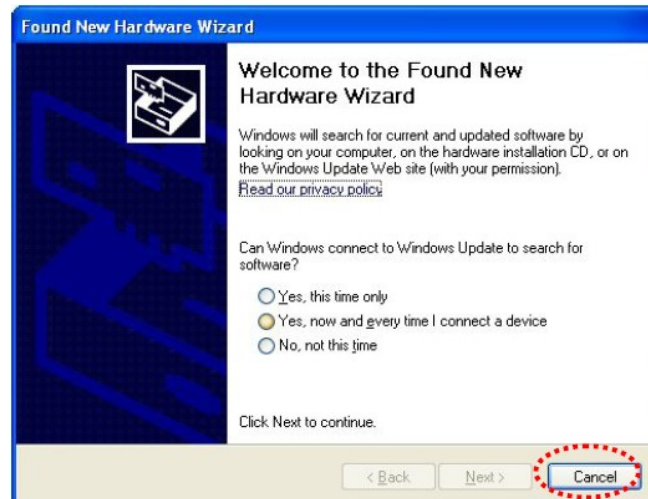 Found New Hardware Wizard
Welcome to the Found New
Hardware Wizard
Windows will search for current and updated software by
looking on your computer, on the hardware installation CD, or on
the Windows Update Web site (with your permission).
Read our privacy policy
Can Windows connect to Windows Update to search for
software?
Yes, this time only
Yes, now and every time I connect a device
No, not this time
Click Next to continue.
< Back
Next >
Cancel